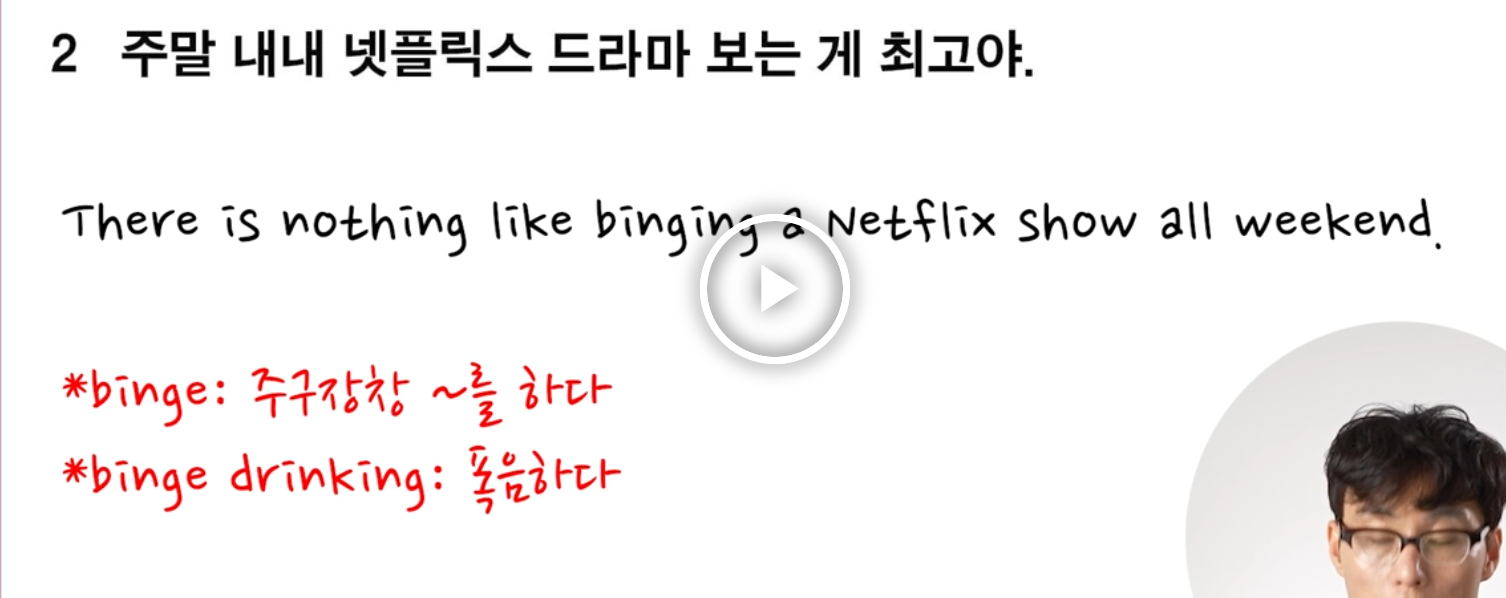 2 주말 내내 넷플릭스 드라마 보는 게 최고야.
There is nothing like binging a Netflix show all weekend.
*binge: 주구장창 ~를 하다
*binge drinking: 폭음하다